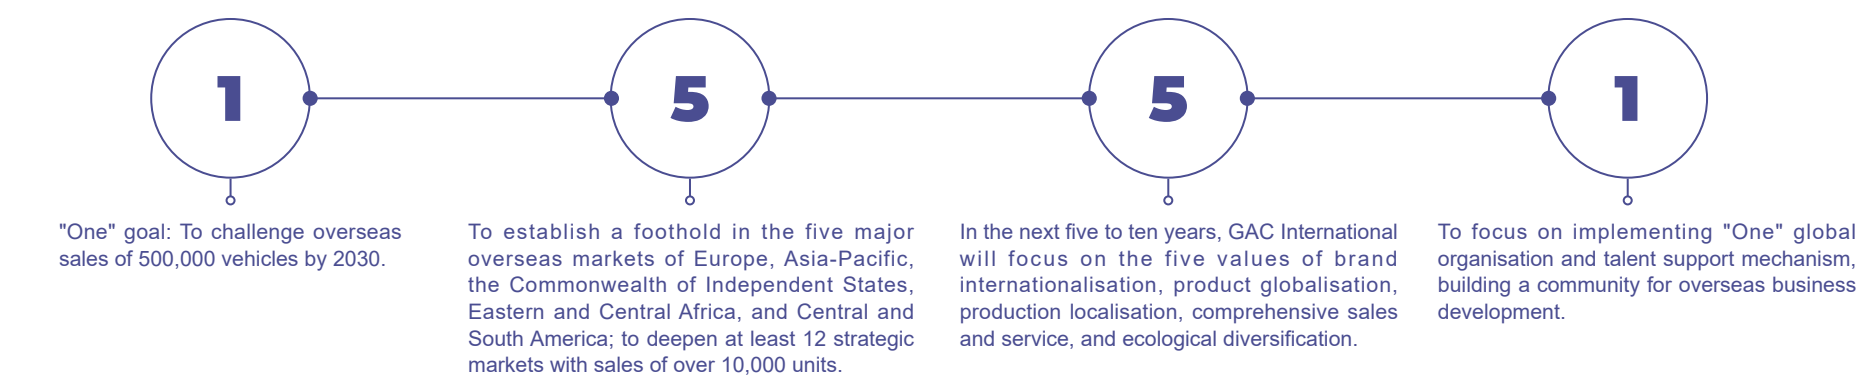 1
5
5
1
"One" goal: To challenge overseas
sales of 500,000 vehicles by 2030.
To establish a foothold in the five major
overseas markets of Europe, Asia-Pacific,
the Commonwealth of Independent States,
Eastern and Central Africa, and Central and
South America; to deepen at least 12 strategic
markets with sales of over 10,000 units.
In the next five to ten years, GAC International
will focus on the five values of brand
internationalisation, product globalisation,
production localisation, comprehensive sales
and service, and ecological diversification.
To focus on implementing "One" global
organisation and talent support mechanism,
building a community for overseas business
development.